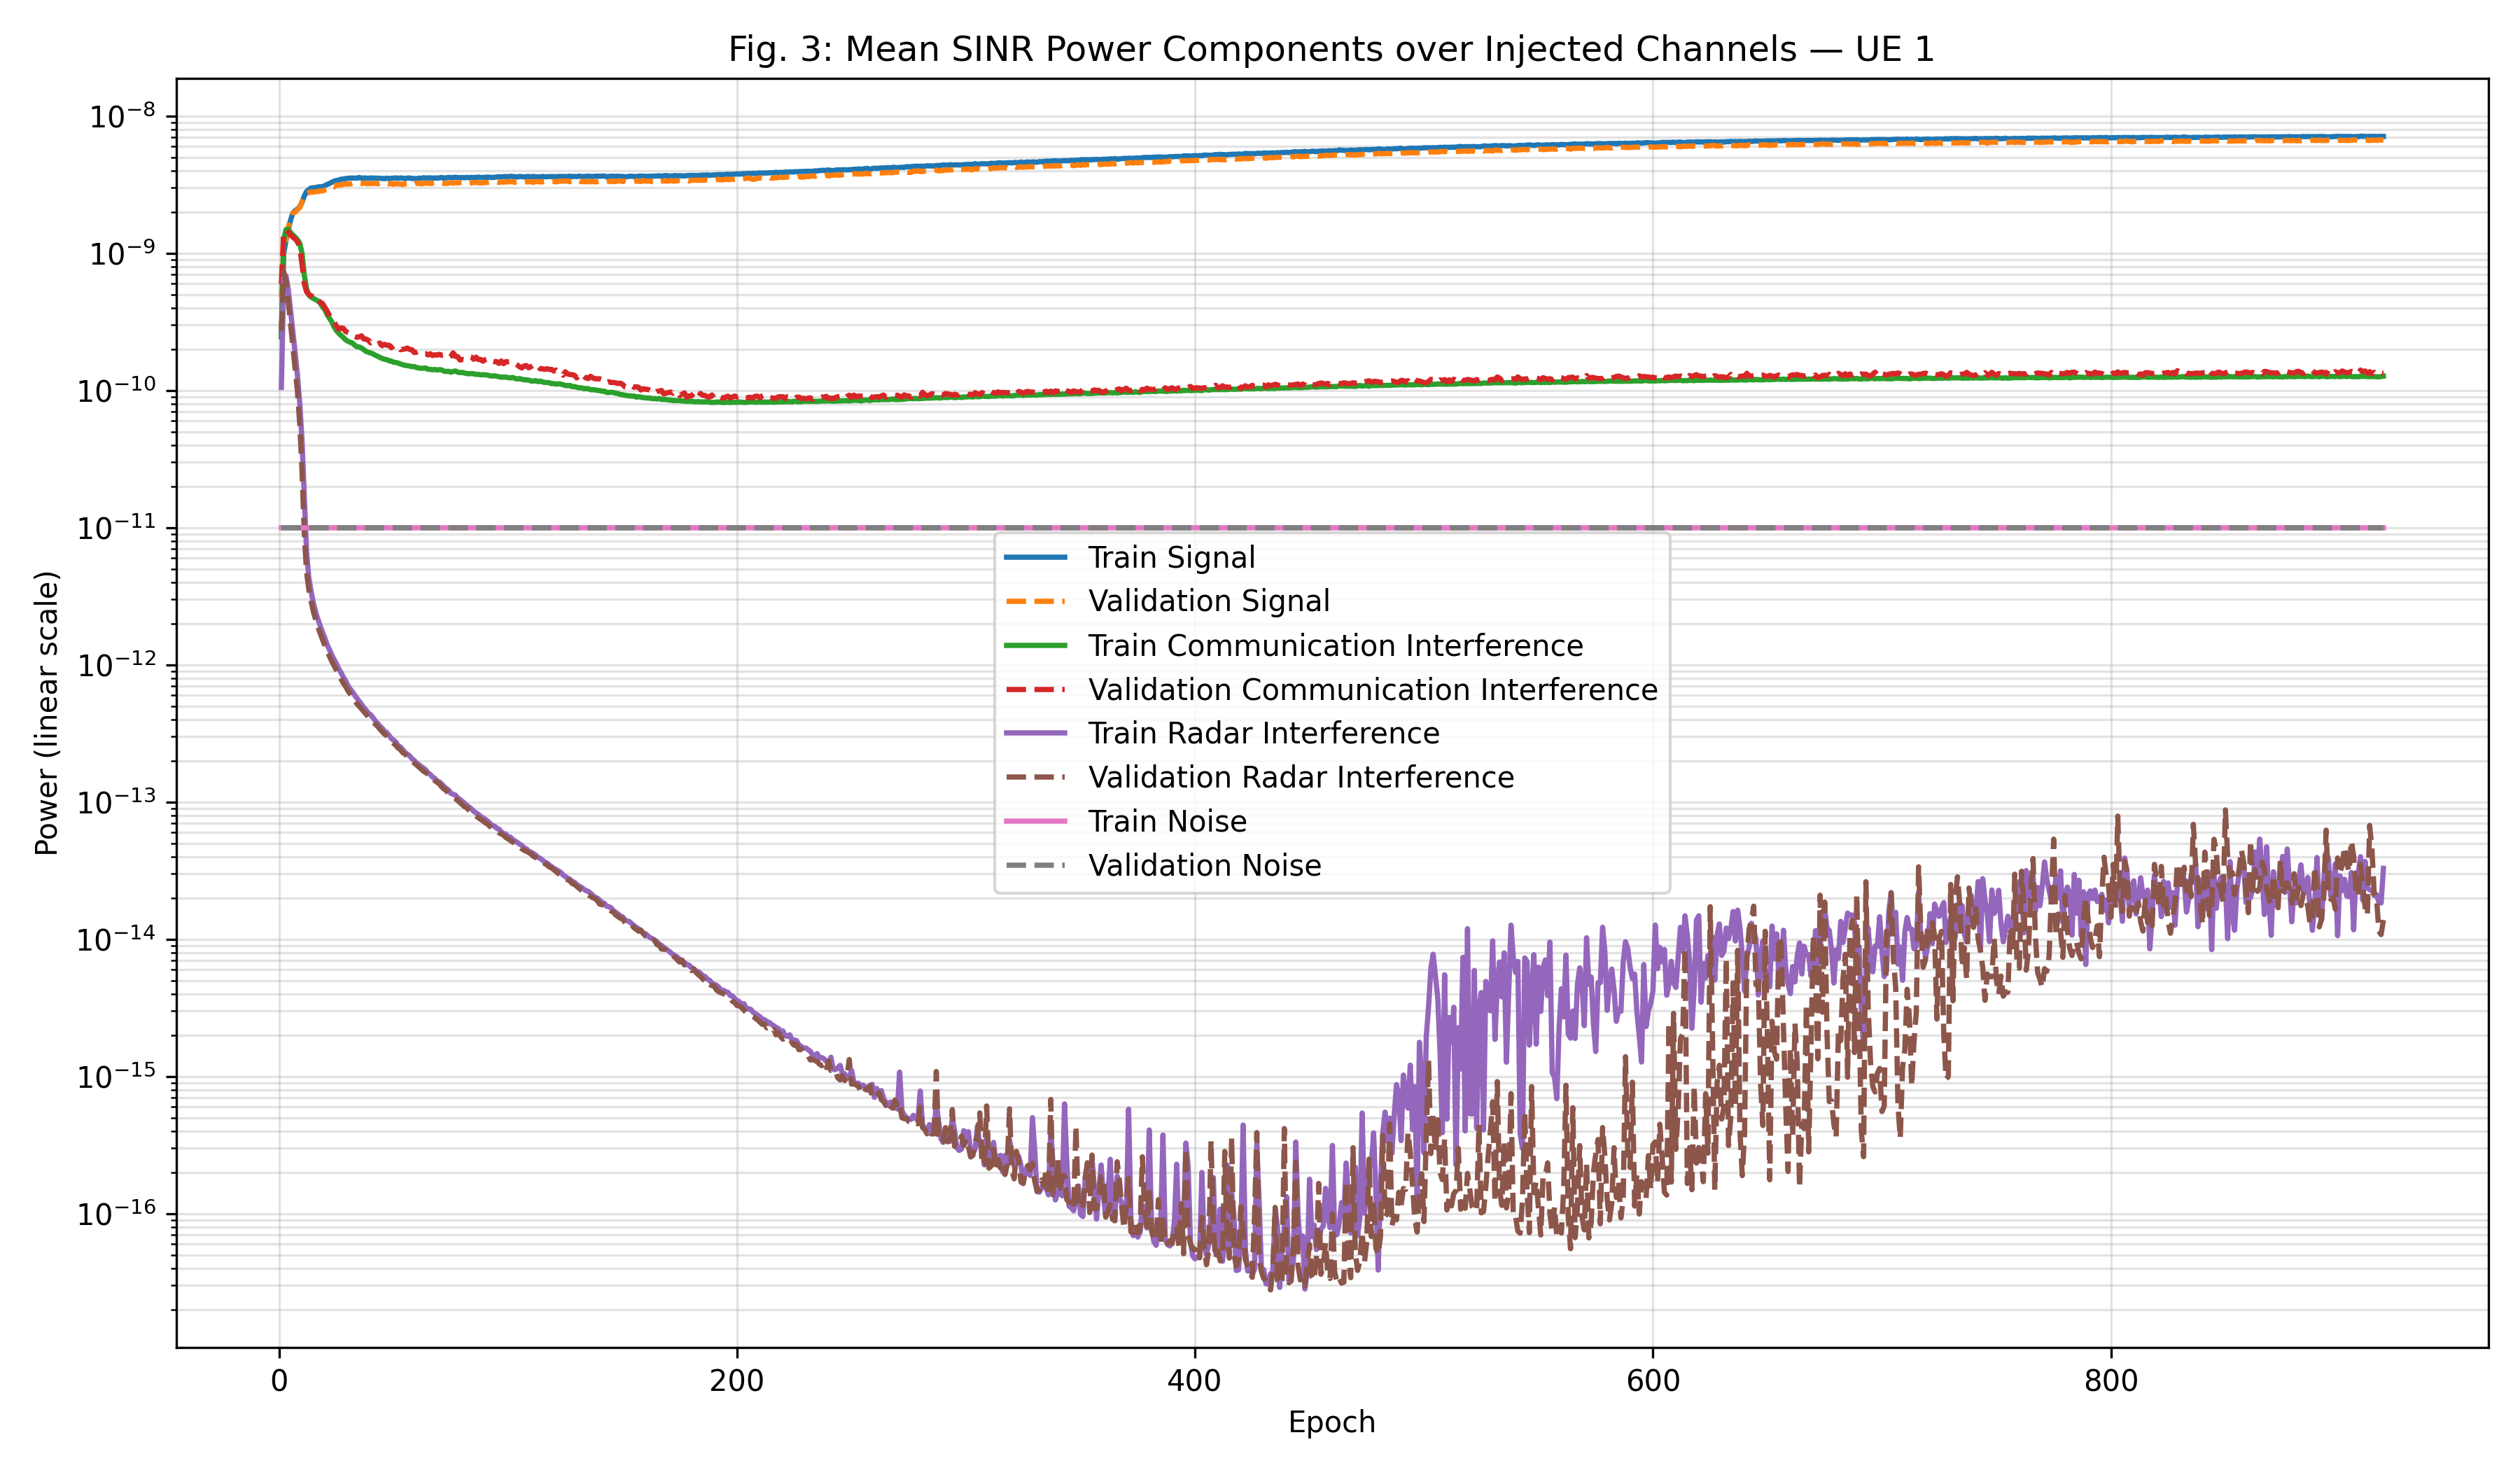 Fig. 3: Mean SINR Power Components over Injected Channels — UE 1
Power (linear scale)
10⁻⁸
10⁻⁹
10⁻¹⁰
10⁻¹¹
10⁻¹²
10⁻¹³
10⁻¹⁴
10⁻¹⁵
10⁻¹⁶
Train Signal
Validation Signal
Train Communication Interference
Validation Communication Interference
Train Radar Interference
Validation Radar Interference
Train Noise
Validation Noise
0 200 400 600 800
Epoch